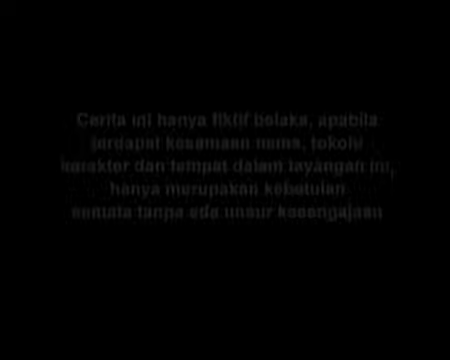 Cerita ini hanya fiktif belaka, apabila
terdapat kesamaan nama, tokoh/
karakter dan tempat dalam tayangan ini,
hanya merupakan kebetulan
semata tanpa ada unsur kesengajaan